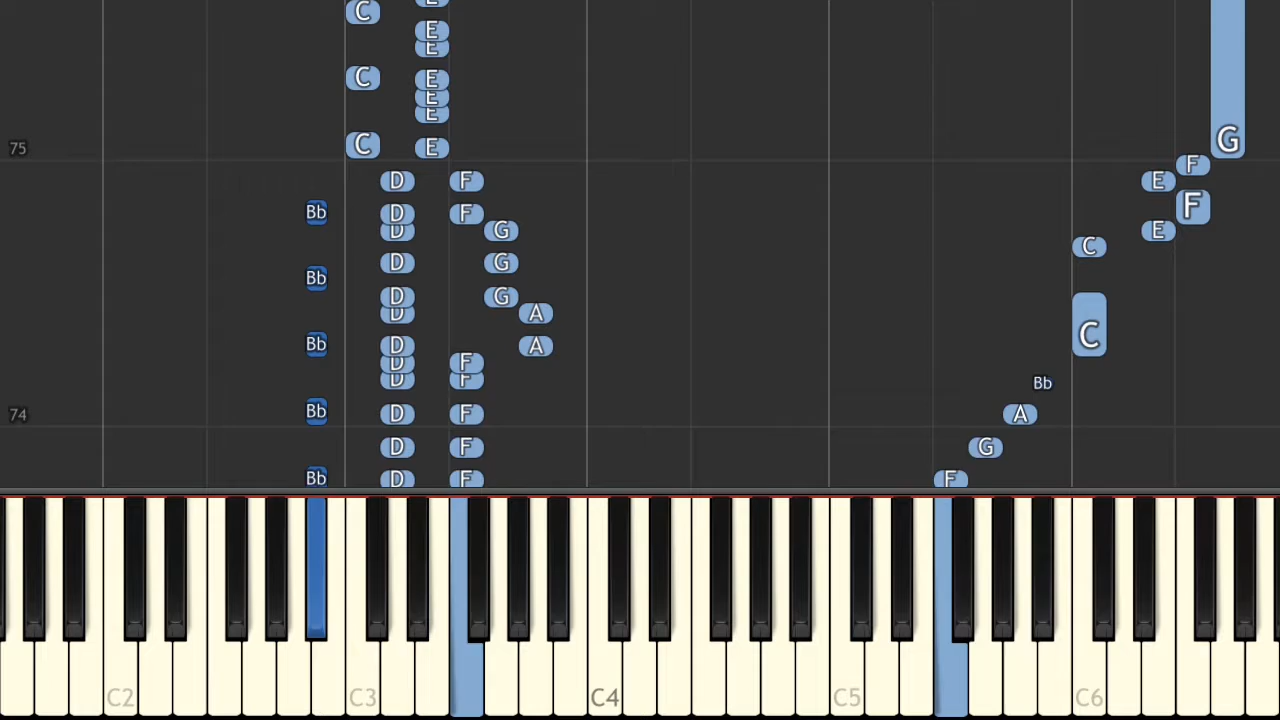 C E
E
E
C E
E
E
75 C E G
D F E F
Bb D F F
D G E
C
D G
Bb
D G
D A C
Bb D A
D F
D F Bb
74 Bb D F A
D F G
Bb D F F
C2 C3 C4 C5 C6